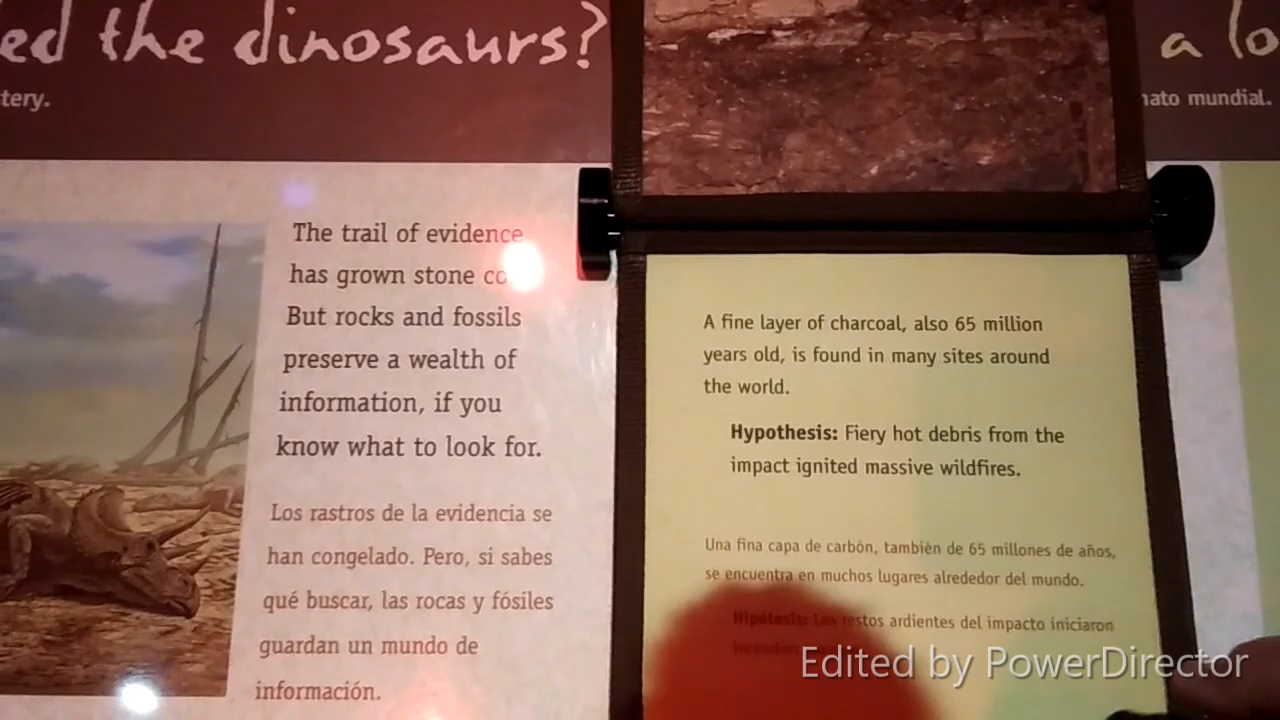 ed the dinosaurs?
tery.
a lo
nato mundial.
The trail of evidence
has grown stone co
But rocks and fossils
preserve a wealth of
information, if you
know what to look for.
Los rastros de la evidencia se
han congelado. Pero, si sabes
qué buscar, las rocas y fósiles
guardan un mundo de
información.
A fine layer of charcoal, also 65 million
years old, is found in many sites around
the world.
Hypothesis: Fiery hot debris from the
impact ignited massive wildfires.
Una fina capa de carbón, también de 65 millones de años,
se encuentra en muchos lugares alrededor del mundo.
Hipótesis: Los restos ardientes del impacto iniciaron
Edited by PowerDirector